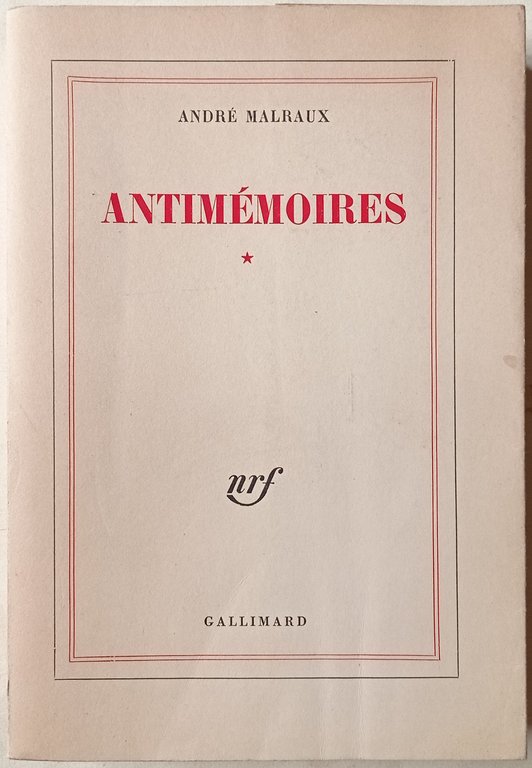 ANDRÉ MALRAUX
ANTIMÉMOIRES
★
nrf
GALLIMARD